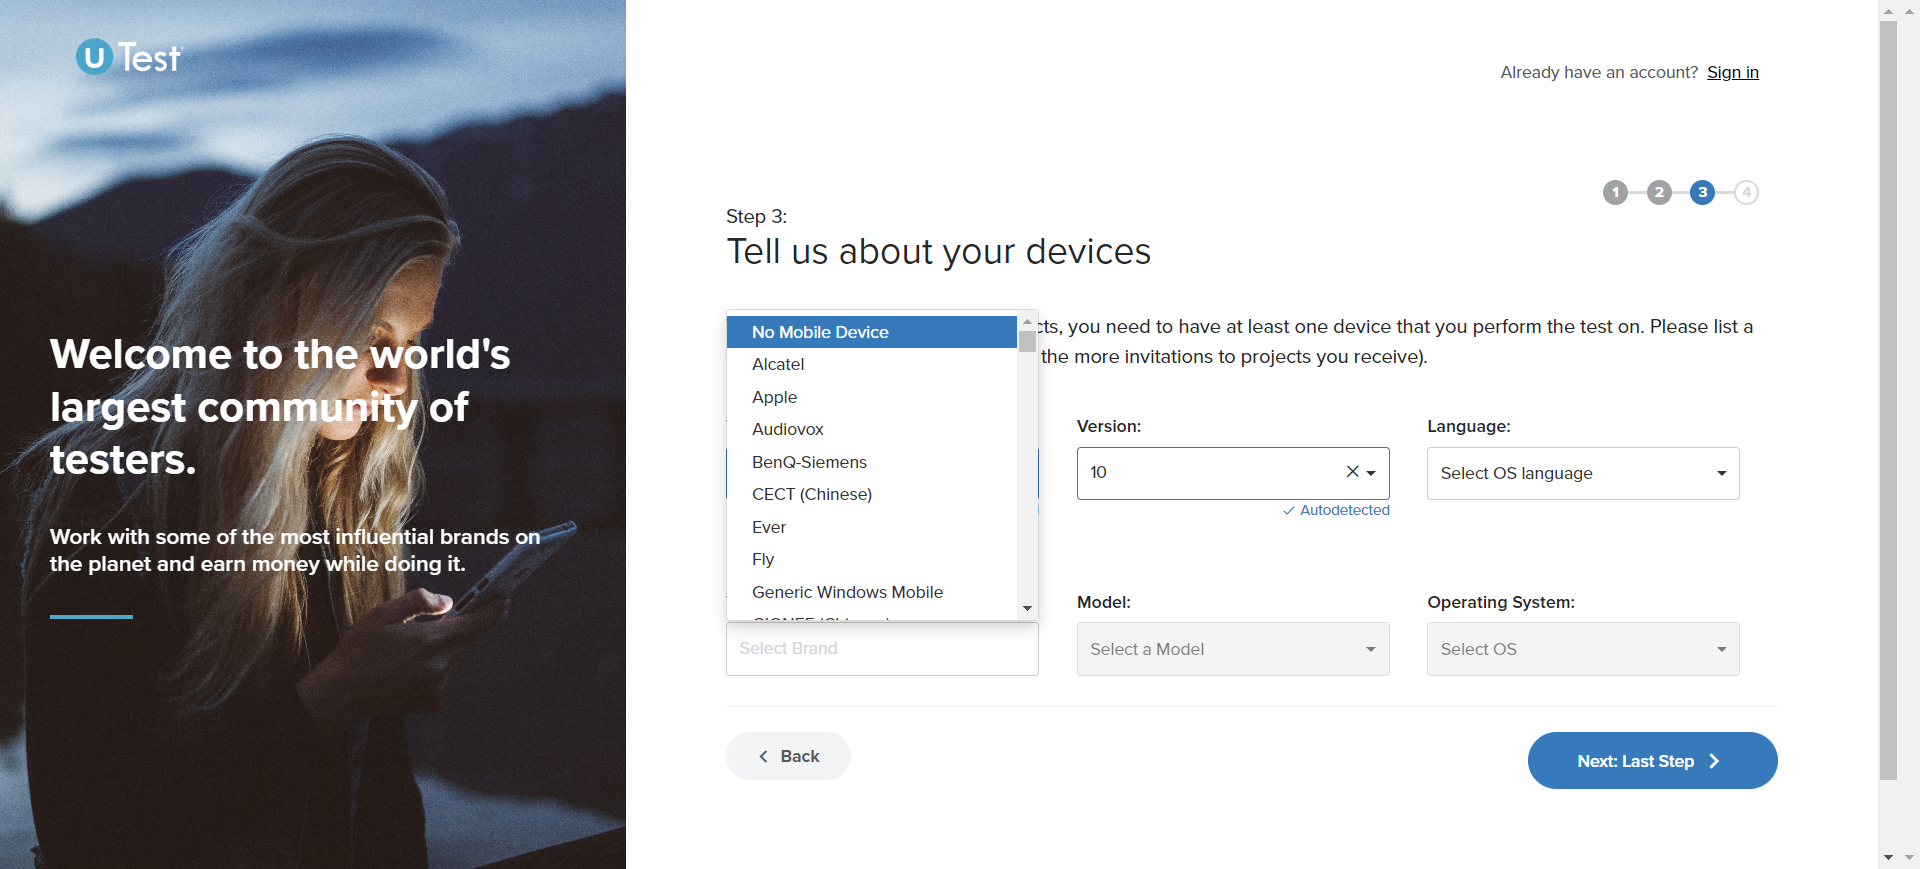 U Test
Welcome to the world's
largest community of
testers.
Work with some of the most influential brands on
the planet and earn money while doing it.
Already have an account? Sign in
1 2 3 4
Step 3:
Tell us about your devices
cts, you need to have at least one device that you perform the test on. Please list a
the more invitations to projects you receive).
No Mobile Device
Alcatel
Apple
Audiovox
BenQ-Siemens
CECT (Chinese)
Ever
Fly
Generic Windows Mobile
Version:
10
Autodetected
Language:
Select OS language
Select Brand
Model:
Select a Model
Operating System:
Select OS
Back
Next: Last Step